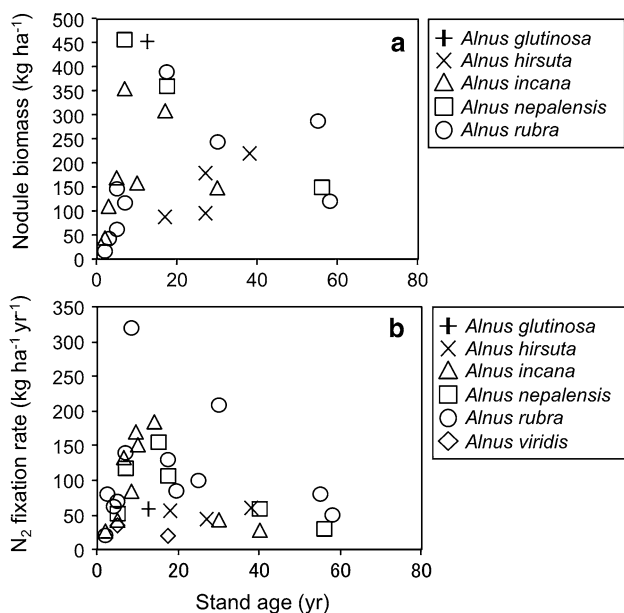 a
Nodule biomass (kg ha-1)
500
450
400
350
300
250
200
150
100
50
0
0 20 40 60 80
Alnus glutinosa
Alnus hirsuta
Alnus incana
Alnus nepalensis
Alnus rubra
b
N2 fixation rate (kg ha-1 yr-1)
350
300
250
200
150
100
50
0
0 20 40 60 80
Stand age (yr)
Alnus glutinosa
Alnus hirsuta
Alnus incana
Alnus nepalensis
Alnus rubra
Alnus viridis